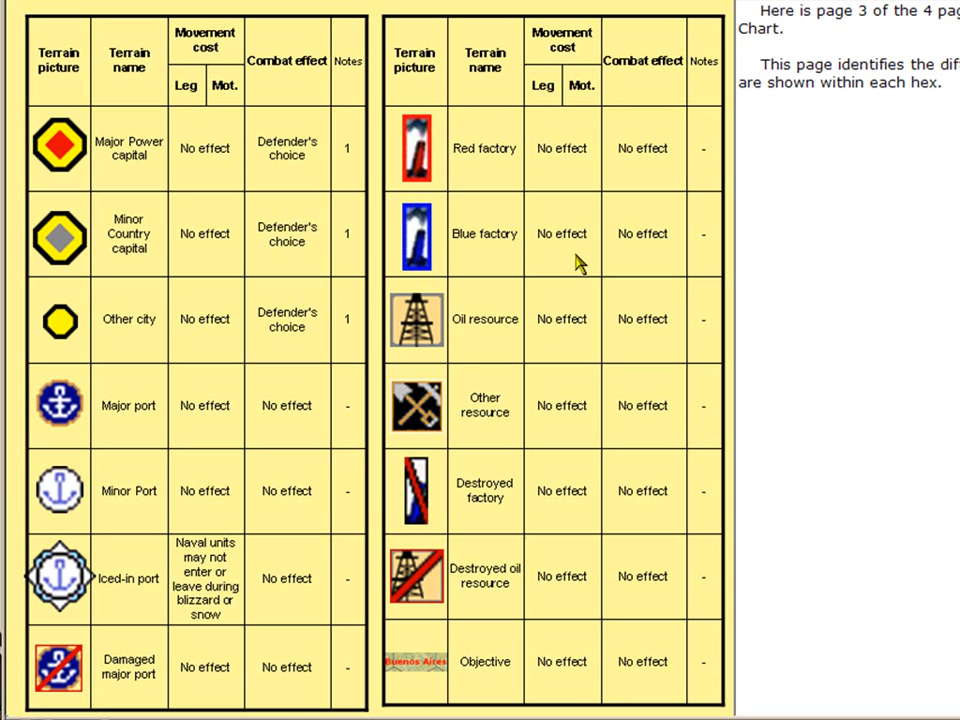 Terrain picture
Terrain name
Movement cost
Leg
Mot.
Combat effect
Notes
Major Power capital
No effect
Defender's choice
1
Minor Country capital
No effect
Defender's choice
1
Other city
No effect
Defender's choice
1
Major port
No effect
No effect
-
Minor Port
No effect
No effect
-
Iced-in port
Naval units may not enter or leave during blizzard or snow
No effect
-
Damaged major port
No effect
No effect
-
Terrain picture
Terrain name
Movement cost
Leg
Mot.
Combat effect
Notes
Red factory
No effect
No effect
-
Blue factory
No effect
No effect
-
Oil resource
No effect
No effect
-
Other resource
No effect
No effect
-
Destroyed factory
No effect
No effect
-
Destroyed oil resource
No effect
No effect
-
Buenos Aires
Objective
No effect
No effect
-
Here is page 3 of the 4
Chart.
This page identifies the
are shown within each hex.